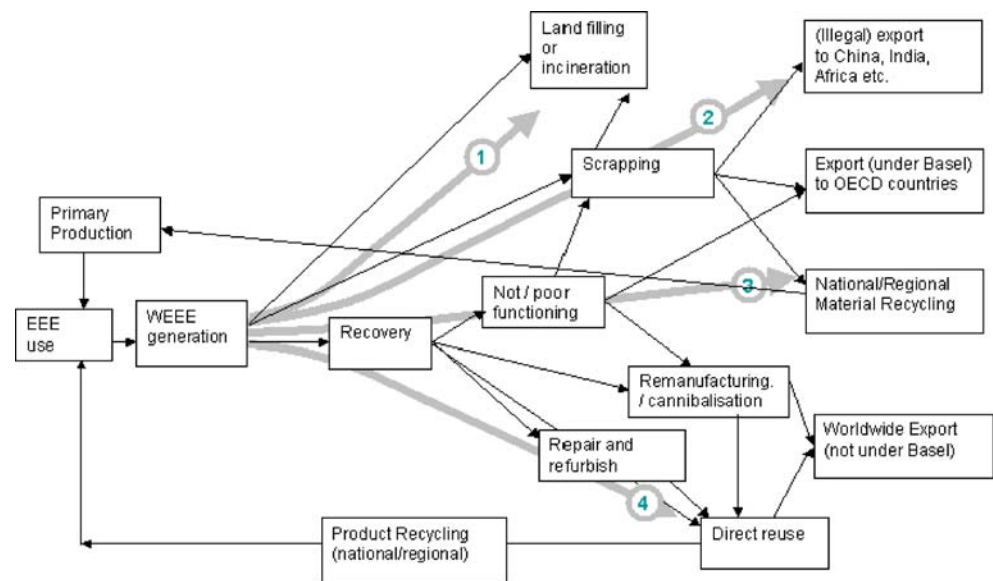 Land filling
or
incineration
(Illegal) export
to China, India,
Africa etc.
1
2
Scrapping
Export (under Basel)
to OECD countries
Primary
Production
Not / poor
functioning
3
National/Regional
Material Recycling
EEE
use
WEEE
generation
Recovery
Remanufacturing.
/ cannibalisation
Repair and
refurbish
Worldwide Export
(not under Basel)
4
Product Recycling
(national/regional)
Direct reuse